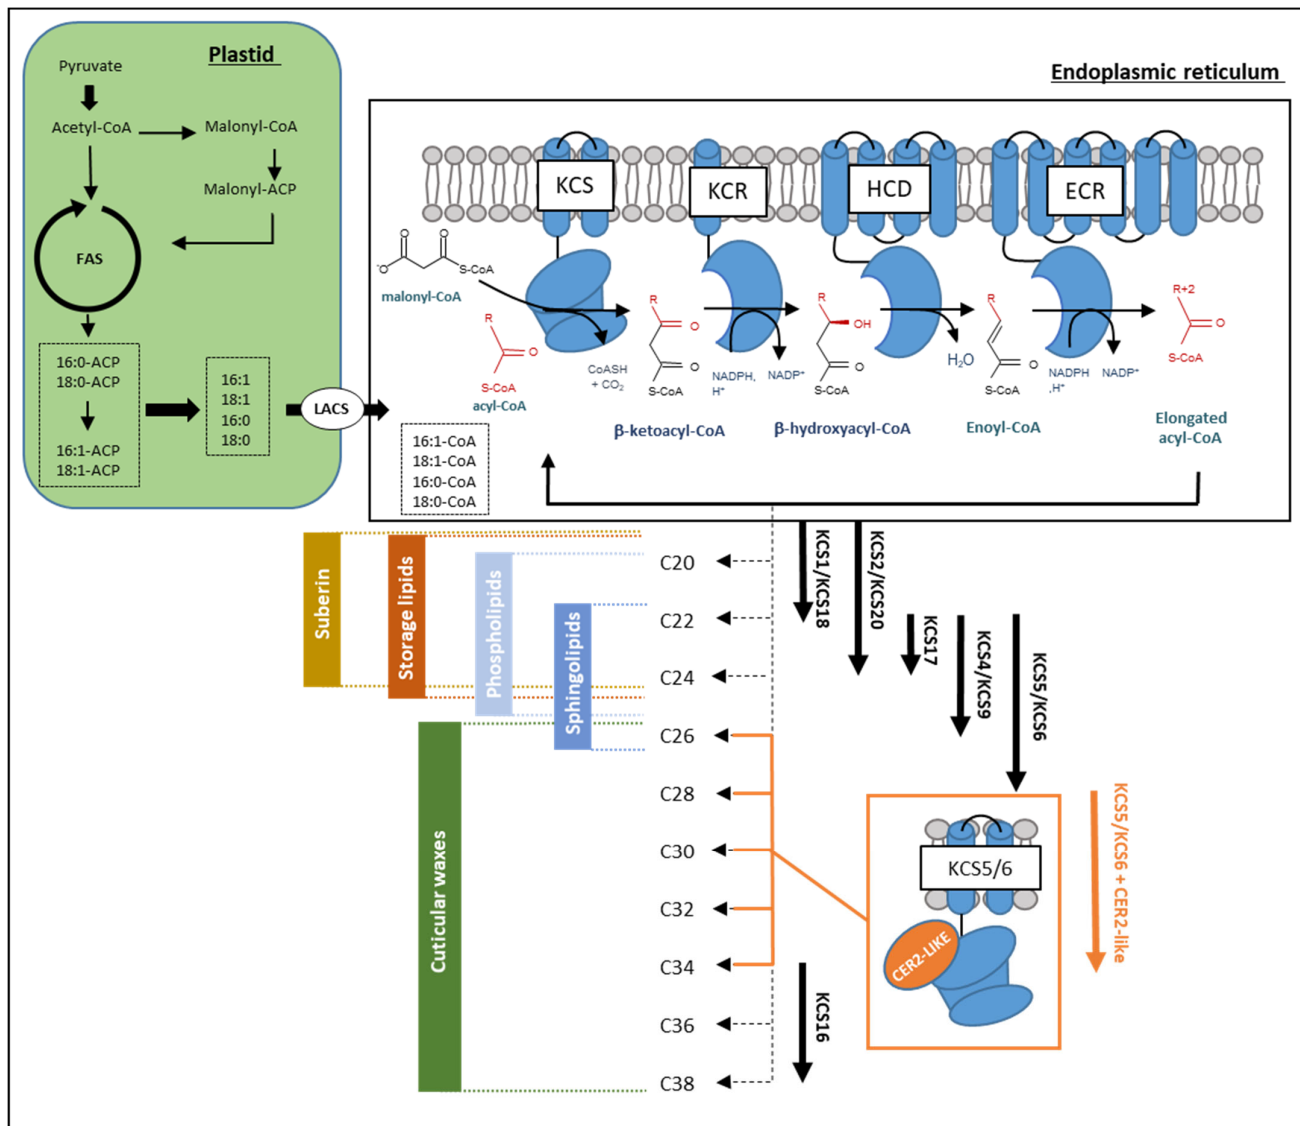 Plastid
Pyruvate
Acetyl-CoA
Malonyl-CoA
Malonyl-ACP
FAS
16:0-ACP
18:0-ACP
16:1-ACP
18:1-ACP
16:1
18:1
16:0
18:0
LACS
Endoplasmic reticulum
KCS
KCR
HCD
ECR
O
O
-O
S-CoA
malonyl-CoA
R
O
S-CoA
acyl-CoA
CoASH
+ CO2
R
O
O
S-CoA
β-ketoacyl-CoA
NADPH,
H+
NADP+
R
OH
O
S-CoA
β-hydroxyacyl-CoA
H2O
R
O
S-CoA
Enoyl-CoA
NADPH
,H+
NADP+
R+2
O
S-CoA
Elongated
acyl-CoA
16:1-CoA
18:1-CoA
16:0-CoA
18:0-CoA
Suberin
Storage lipids
Phospholipids
Sphingolipids
Cuticular waxes
C20
C22
C24
C26
C28
C30
C32
C34
C36
C38
KCS1/KCS18
KCS2/KCS20
KCS17
KCS4/KCS9
KCS5/KCS6
KCS5/KCS6 + CER2-like
KCS16
KCS5/6
CER2-LIKE